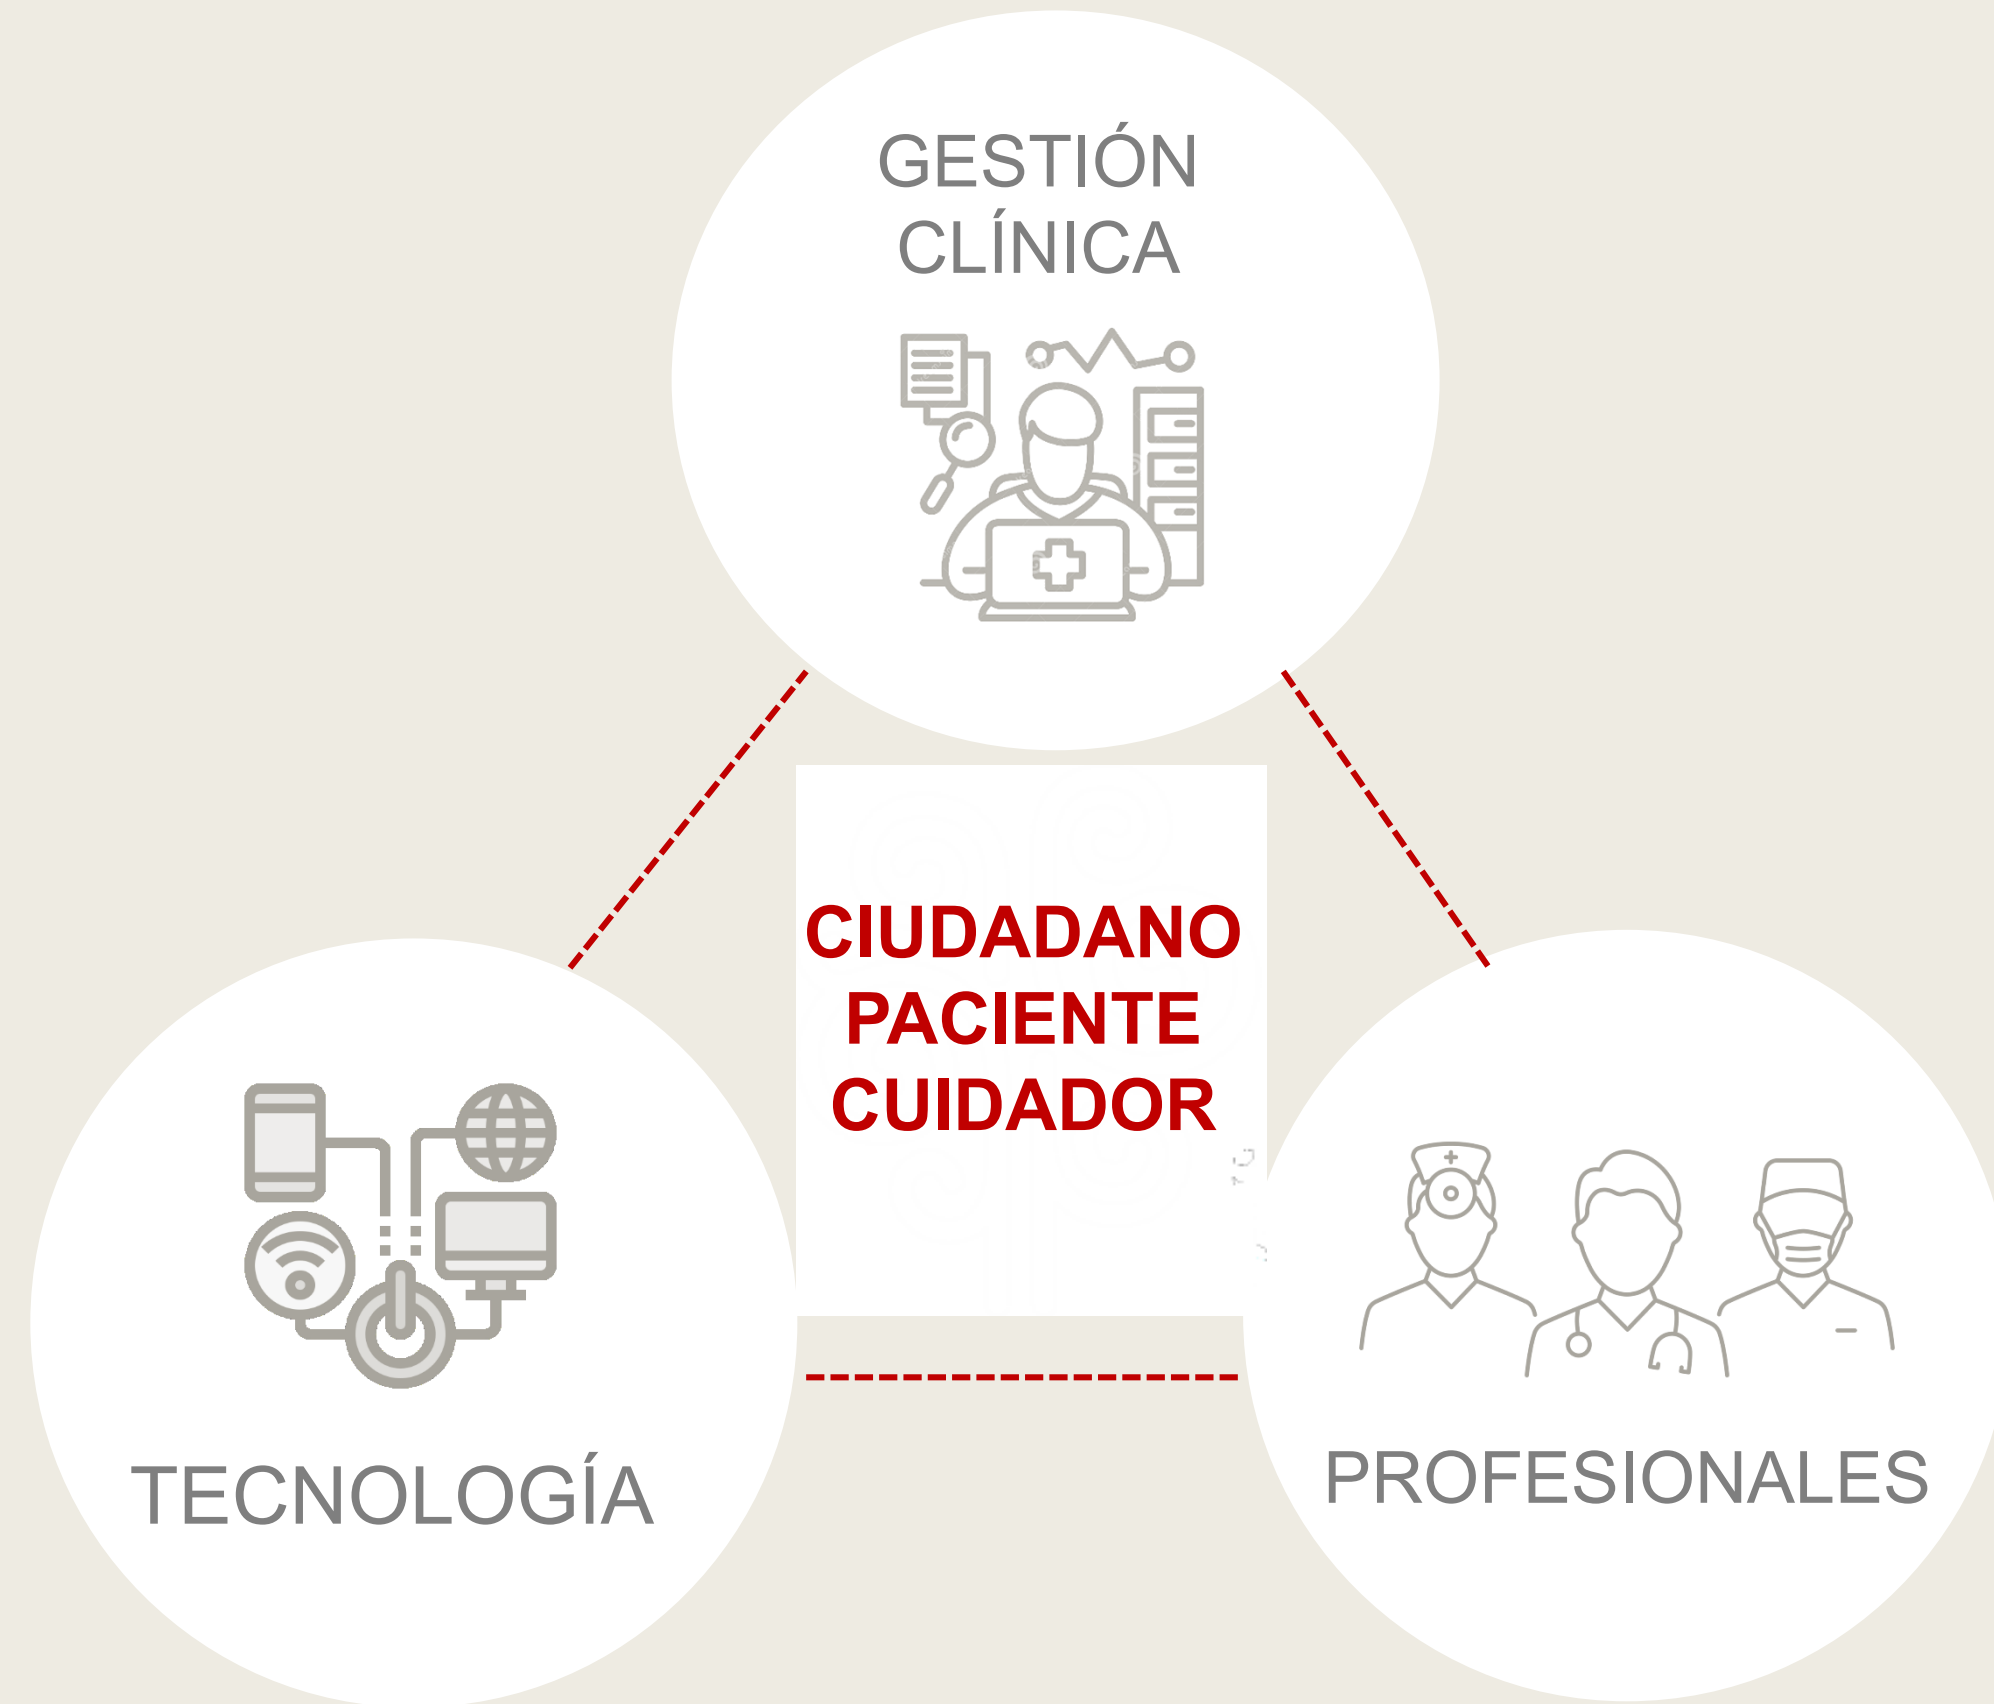 GESTIÓN
CLÍNICA
CIUDADANO
PACIENTE
CUIDADOR
TECNOLOGÍA
PROFESIONALES